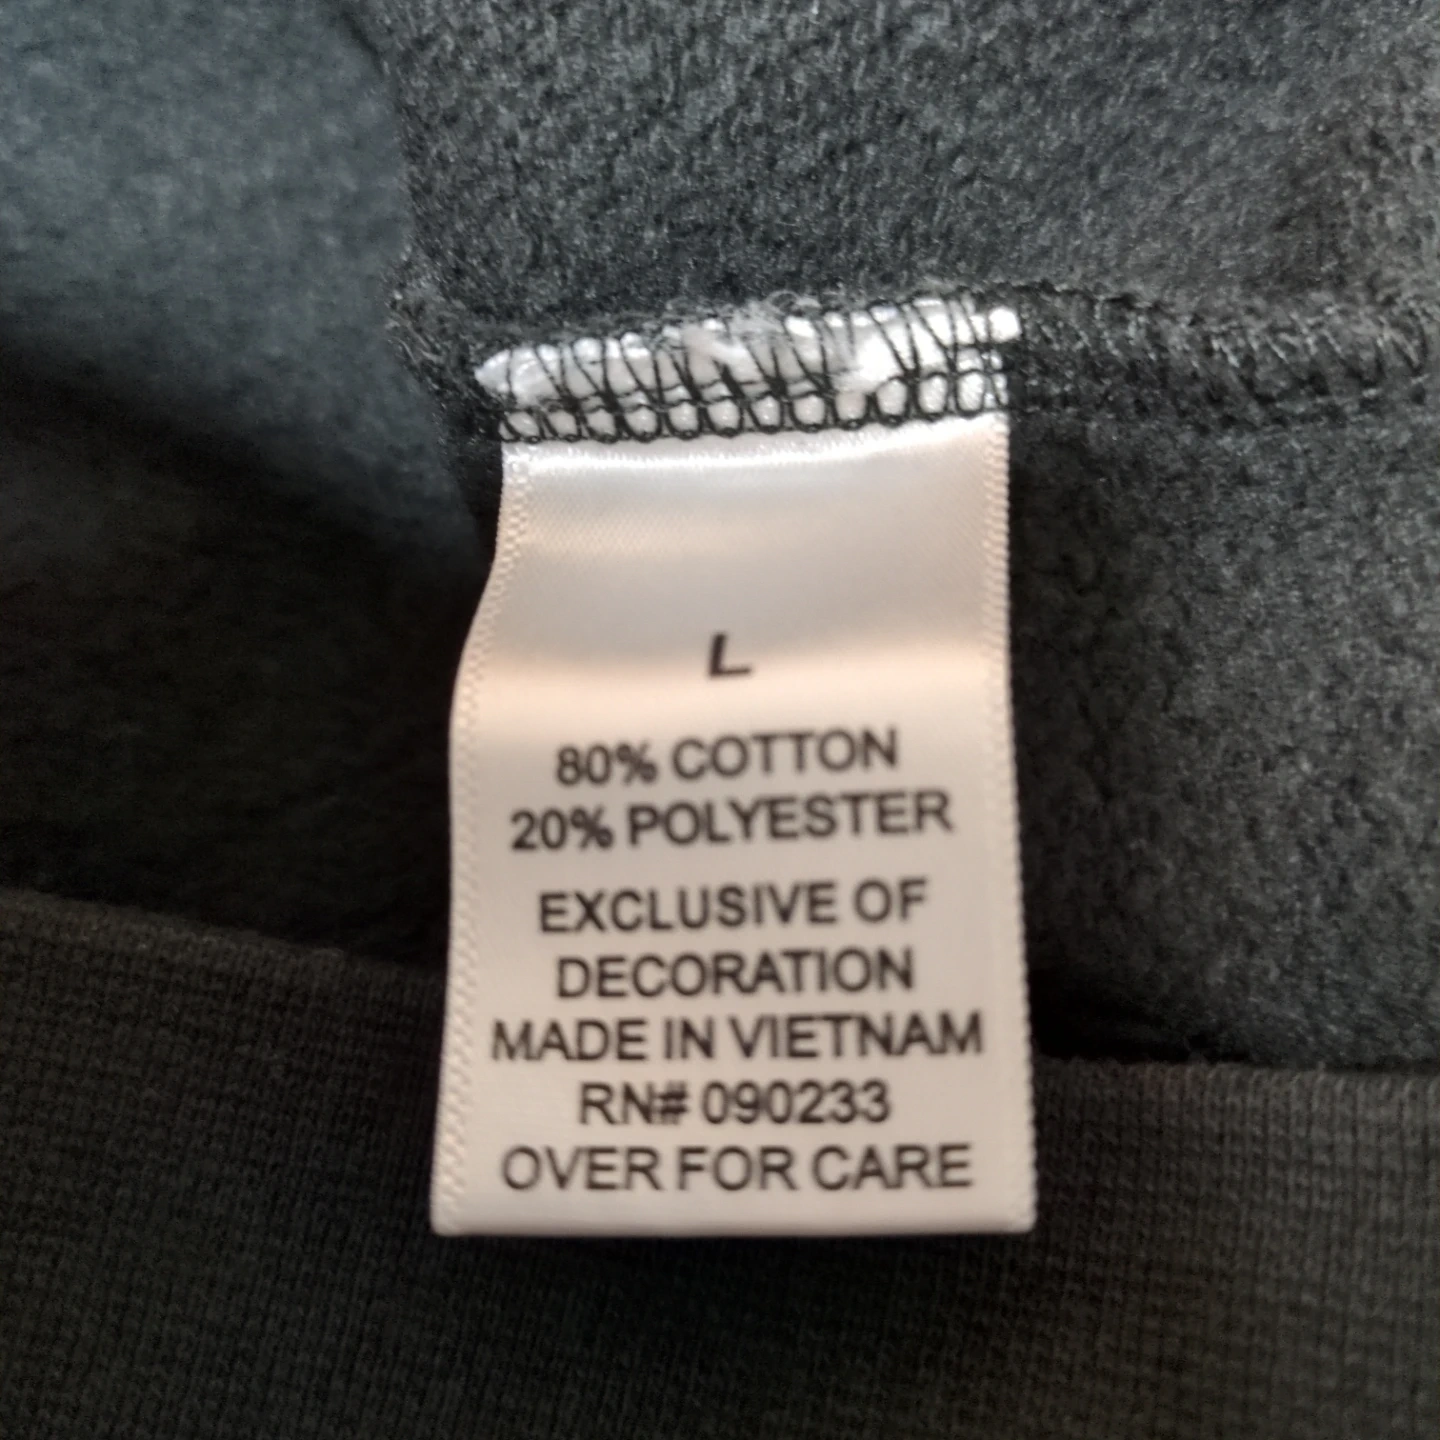 L
80% COTTON
20% POLYESTER
EXCLUSIVE OF
DECORATION
MADE IN VIETNAM
RN# 090233
OVER FOR CARE